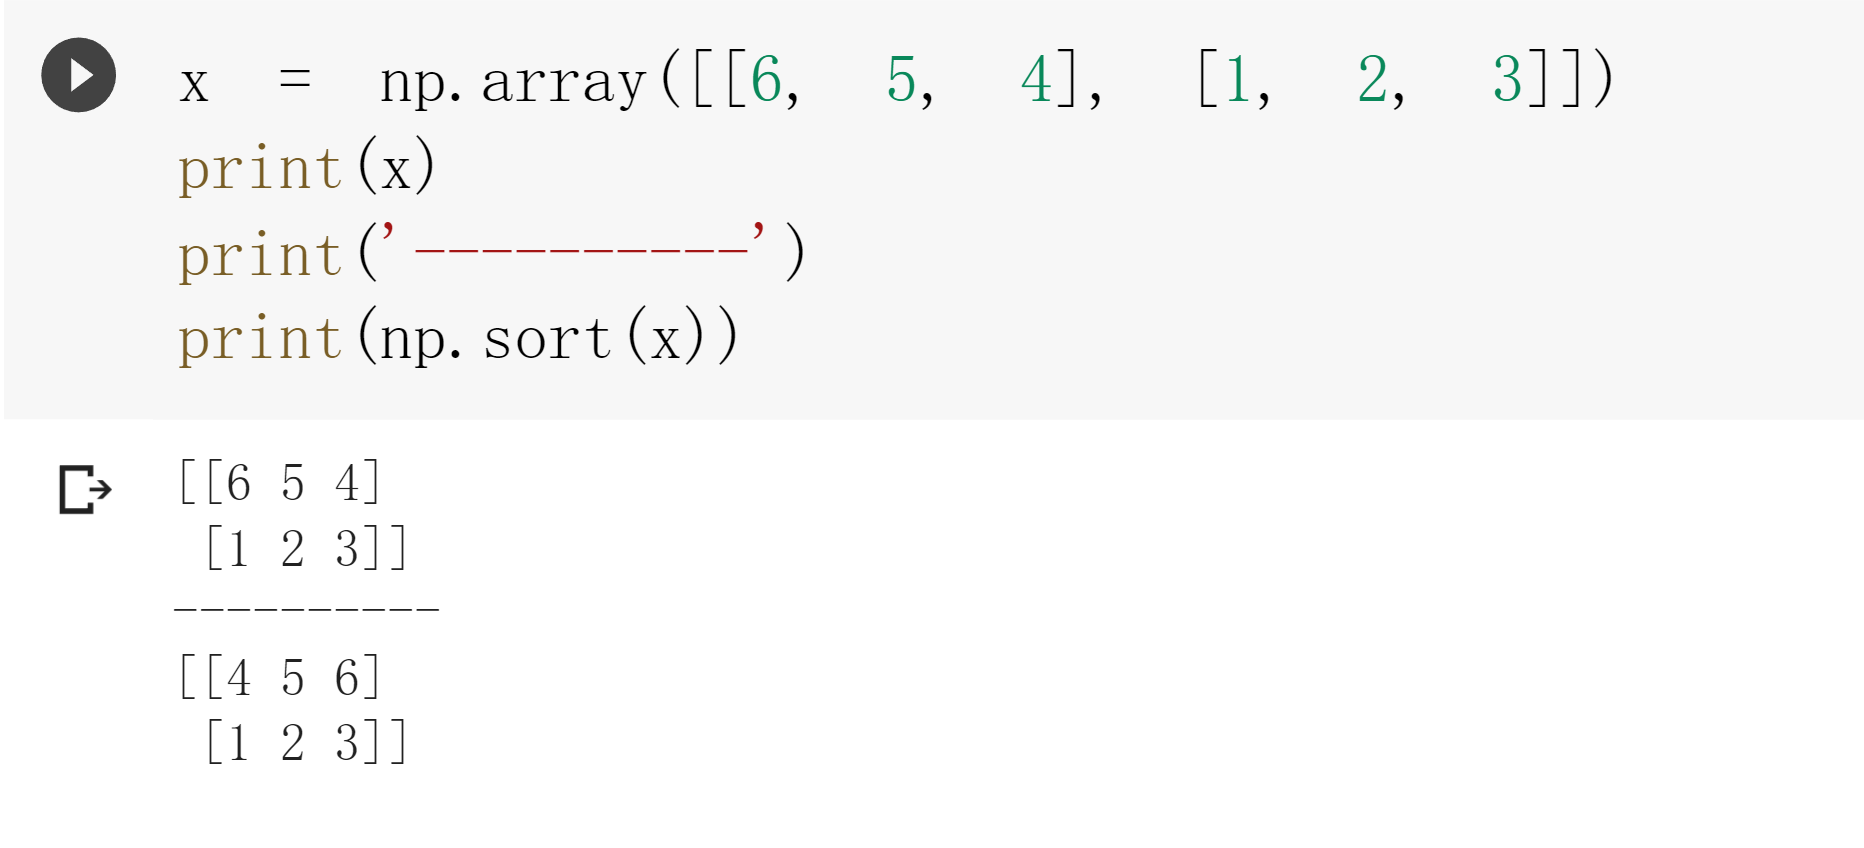 x = np.array([[6, 5, 4], [1, 2, 3]])
print(x)
print('----------')
print(np.sort(x))
[[6 5 4]
 [1 2 3]]
----------
[[4 5 6]
 [1 2 3]]